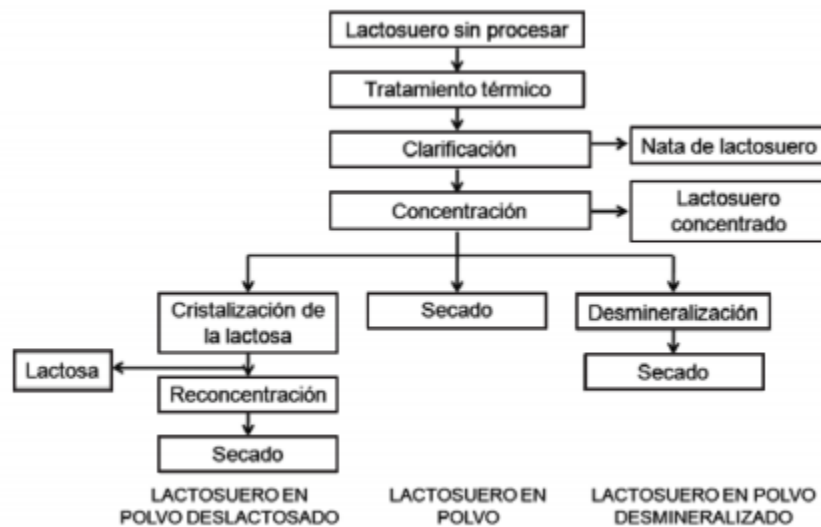 Lactosuero sin procesar
Tratamiento térmico
Clarificación
Nata de lactosuero
Concentración
Lactosuero
concentrado
Cristalización de
la lactosa
Secado
Desmineralización
Lactosa
Secado
Reconcentración
Secado
LACTOSUERO EN
POLVO DESLACTOSADO
LACTOSUERO EN
POLVO
LACTOSUERO EN POLVO
DESMINERALIZADO